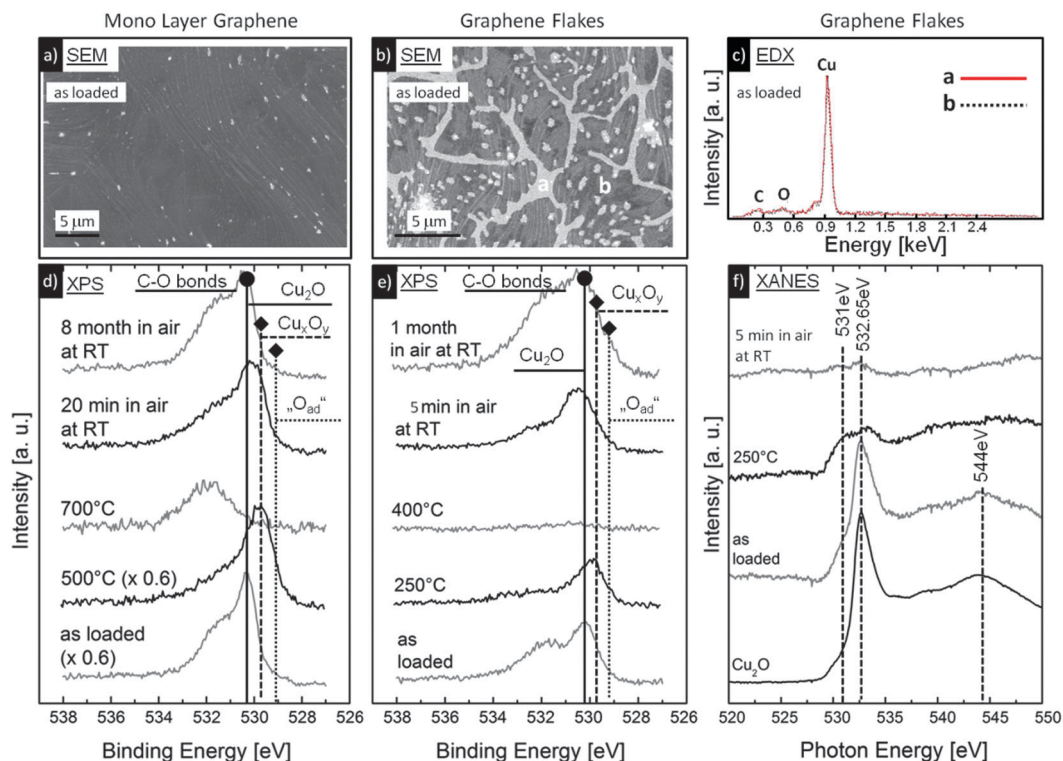 Mono Layer Graphene
Graphene Flakes
Graphene Flakes
a) SEM
as loaded
5 µm
b) SEM
as loaded
a
b
5 µm
c) EDX
as loaded
Cu
a
b
C
O
Intensity [a. u.]
0.3 0.6 0.9 1.2 1.5 1.8 2.1 2.4
Energy [keV]
d) XPS
C-O bonds
Cu₂O
CuₓOᵧ
„Oₐd“
8 month in air
at RT
20 min in air
at RT
700°C
500°C (x 0.6)
as loaded
(x 0.6)
Intensity [a. u.]
538 536 534 532 530 528 526
Binding Energy [eV]
e) XPS
C-O bonds
CuₓOᵧ
Cu₂O
„Oₐd“
1 month
in air at RT
5 min in air
at RT
400°C
250°C
as
loaded
538 536 534 532 530 528 526
Binding Energy [eV]
f) XANES
531eV
532.65eV
544eV
5 min in air
at RT
250°C
as
loaded
Cu₂O
Intensity [a. u.]
520 525 530 535 540 545 550
Photon Energy [eV]